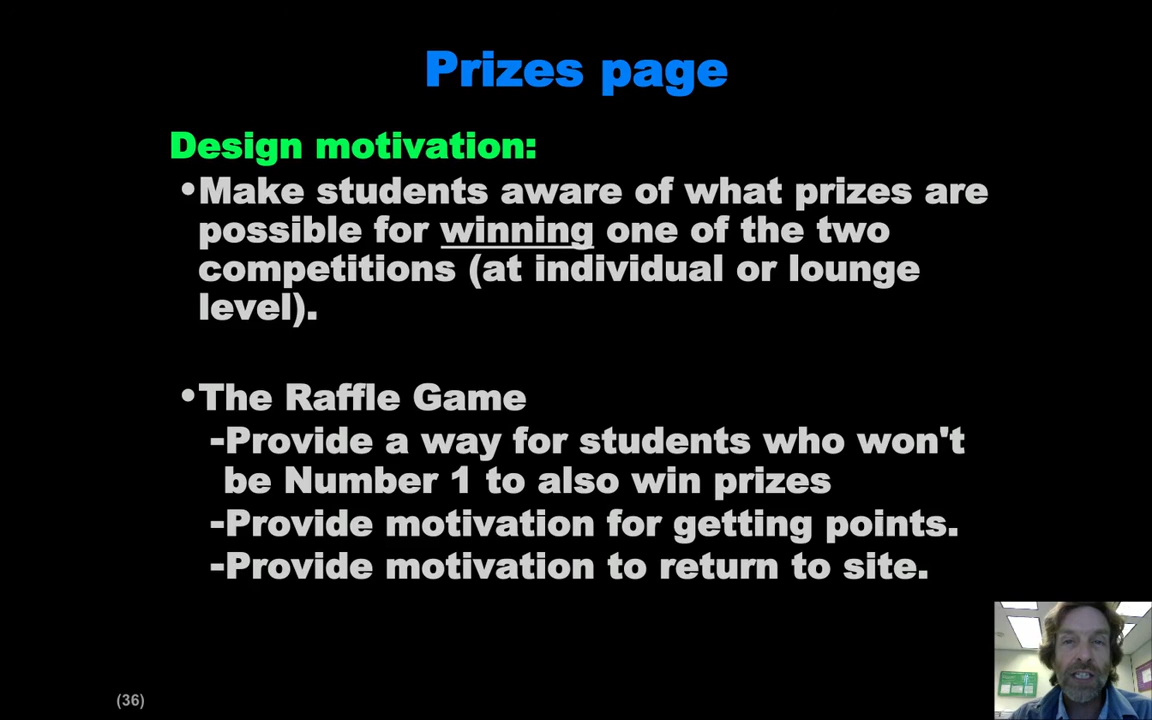 Prizes page
Design motivation:
•Make students aware of what prizes are
possible for winning one of the two
competitions (at individual or lounge
level).
•The Raffle Game
-Provide a way for students who won't
be Number 1 to also win prizes
-Provide motivation for getting points.
-Provide motivation to return to site.
(36)